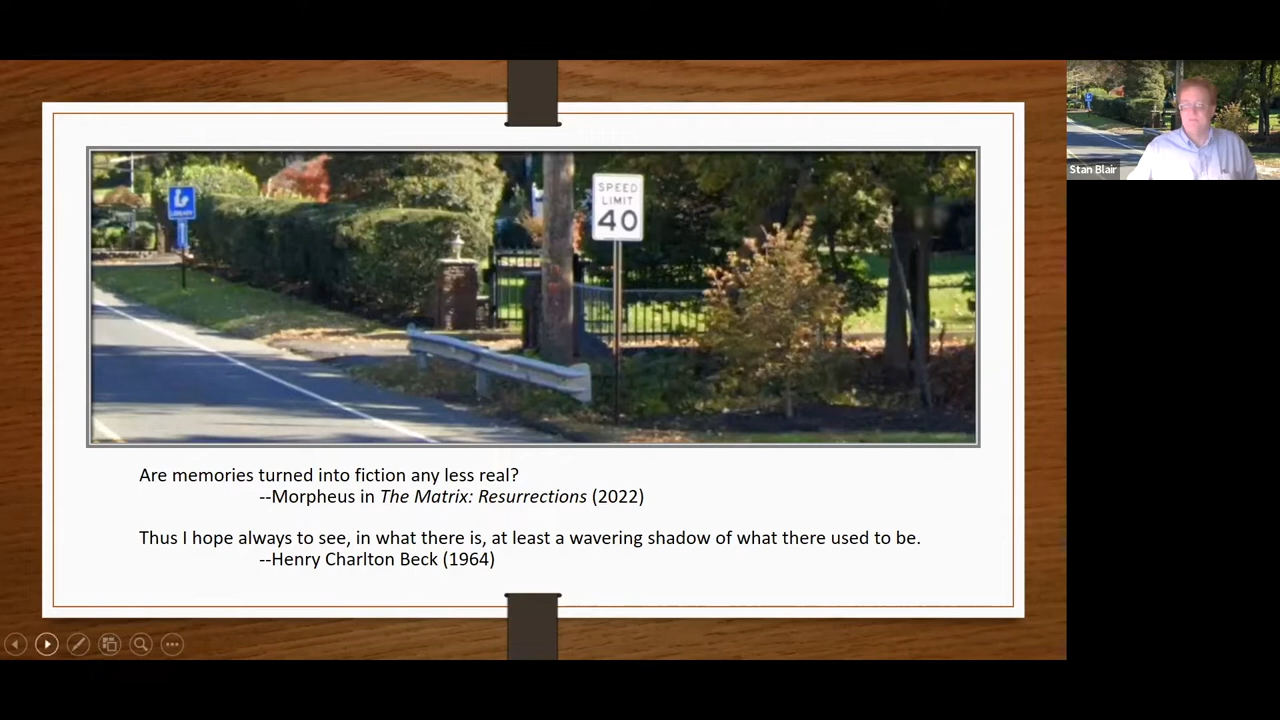 LIBRARY
SPEED
LIMIT
40
Stan Blair
Are memories turned into fiction any less real?
--Morpheus in The Matrix: Resurrections (2022)
Thus I hope always to see, in what there is, at least a wavering shadow of what there used to be.
--Henry Charlton Beck (1964)